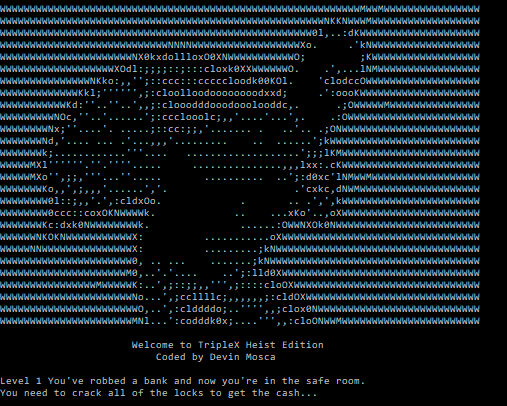 Welcome to TripleX Heist Edition
Coded by Devin Mosca
Level 1 You've robbed a bank and now you're in the safe room.
You need to crack all of the locks to get the cash...